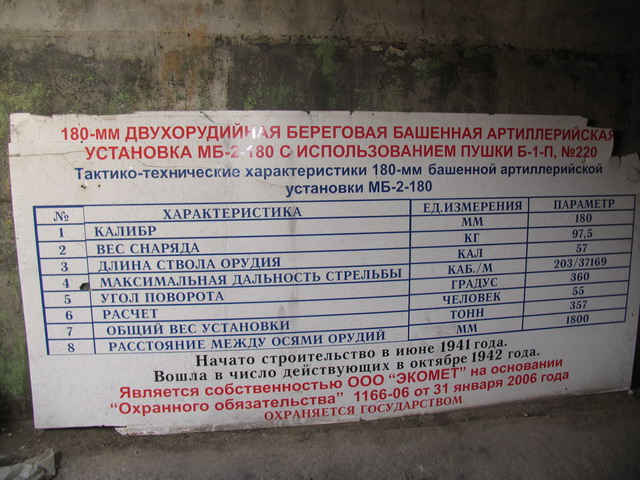 180-ММ ДВУХОРУДИЙНАЯ БЕРЕГОВАЯ БАШЕННАЯ АРТИЛЛЕРИЙСКАЯ
УСТАНОВКА МБ-2-180 С ИСПОЛЬЗОВАНИЕМ ПУШКИ Б-1-П, №220
Тактико-технические характеристики 180-мм башенной артиллерийской
установки МБ-2-180
№ ХАРАКТЕРИСТИКА ЕД.ИЗМЕРЕНИЯ ПАРАМЕТР
1 КАЛИБР ММ 180
2 ВЕС СНАРЯДА КГ 97,5
3 ДЛИНА СТВОЛА ОРУДИЯ КАЛ 57
4 МАКСИМАЛЬНАЯ ДАЛЬНОСТЬ СТРЕЛЬБЫ КАБ./М 203/37169
5 УГОЛ ПОВОРОТА ГРАДУС 360
6 РАСЧЕТ ЧЕЛОВЕК 55
7 ОБЩИЙ ВЕС УСТАНОВКИ ТОНН 357
8 РАССТОЯНИЕ МЕЖДУ ОСЯМИ ОРУДИЙ ММ 1800
Начато строительство в июне 1941 года.
Вошла в число действующих в октябре 1942 года.
Является собственностью ООО "ЭКОМЕТ" на основании
"Охранного обязательства" 1166-06 от 31 января 2006 года
ОХРАНЯЕТСЯ ГОСУДАРСТВОМ